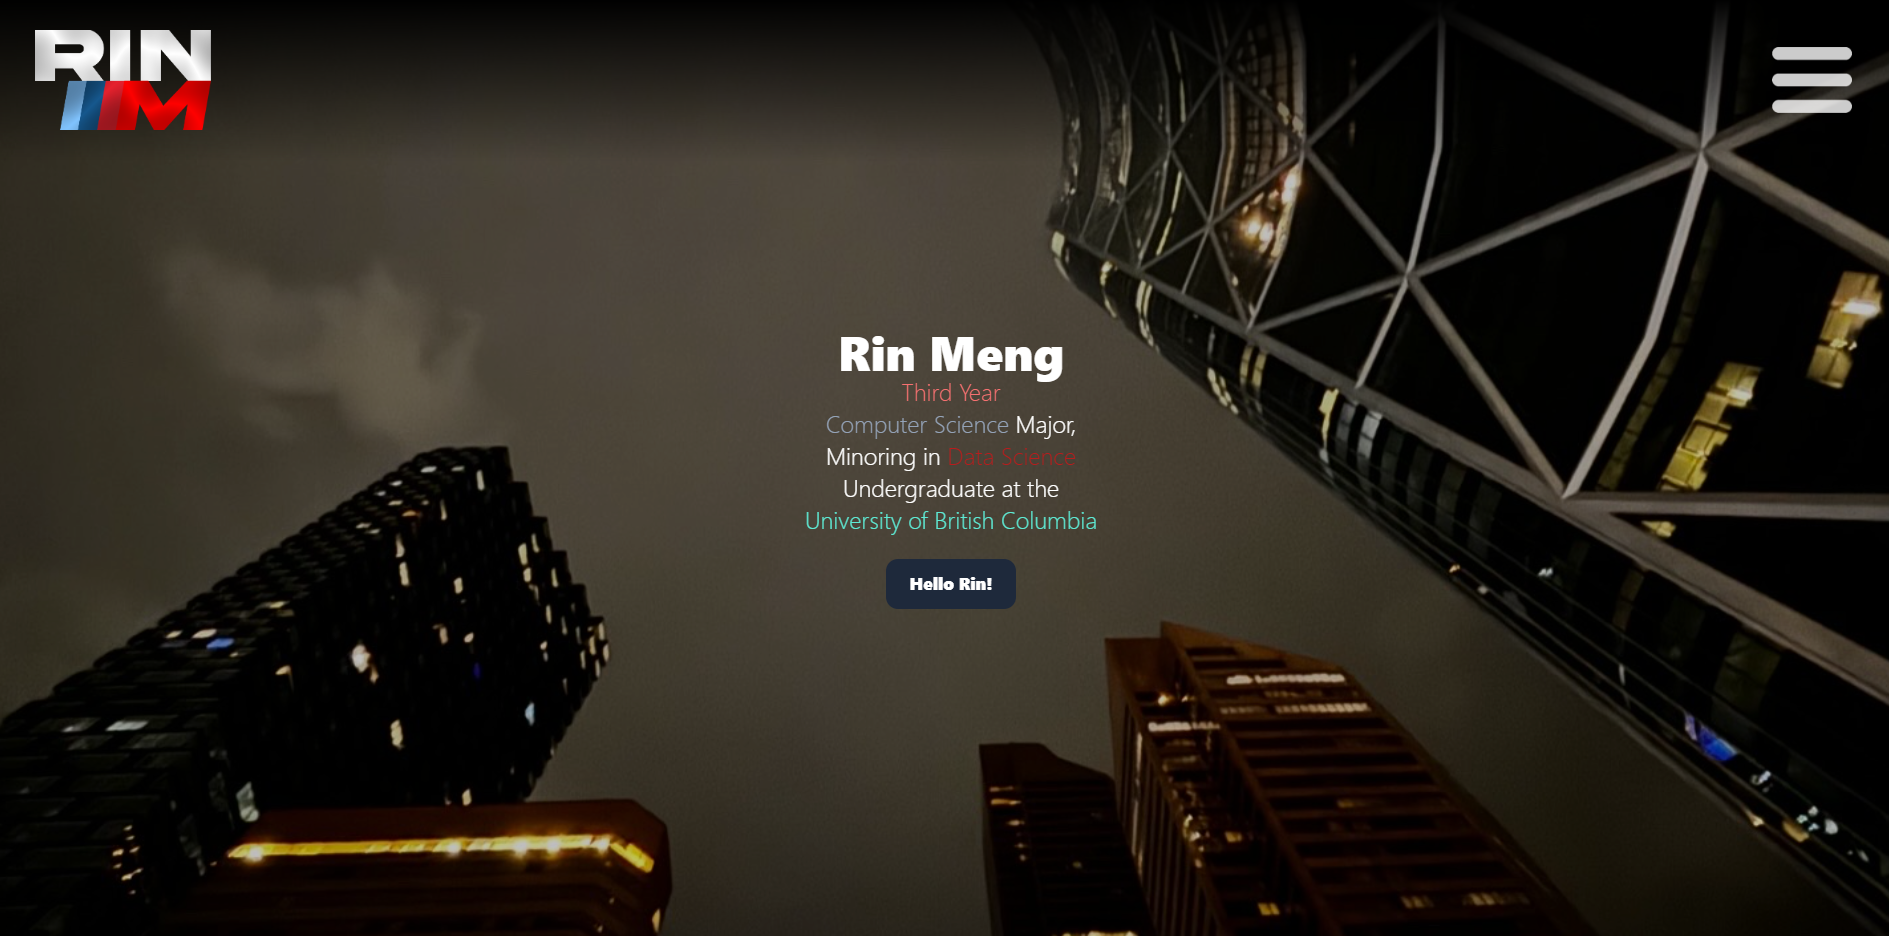 RIN
M
Rin Meng
Third Year
Computer Science Major,
Minoring in Data Science
Undergraduate at the
University of British Columbia
Hello Rin!